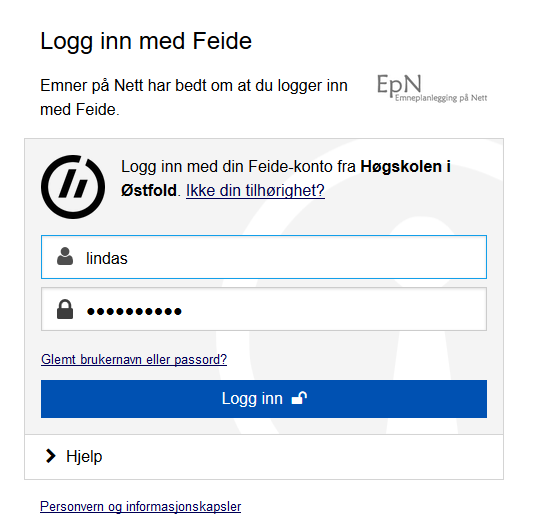 Logg inn med Feide
Emner på Nett har bedt om at du logger inn
med Feide.
EpN
Emneplanlegging på Nett
Logg inn med din Feide-konto fra Høgskolen i
Østfold. Ikke din tilhørighet?
lindas
••••••••••
Glemt brukernavn eller passord?
Logg inn
Hjelp
Personvern og informasjonskapsler